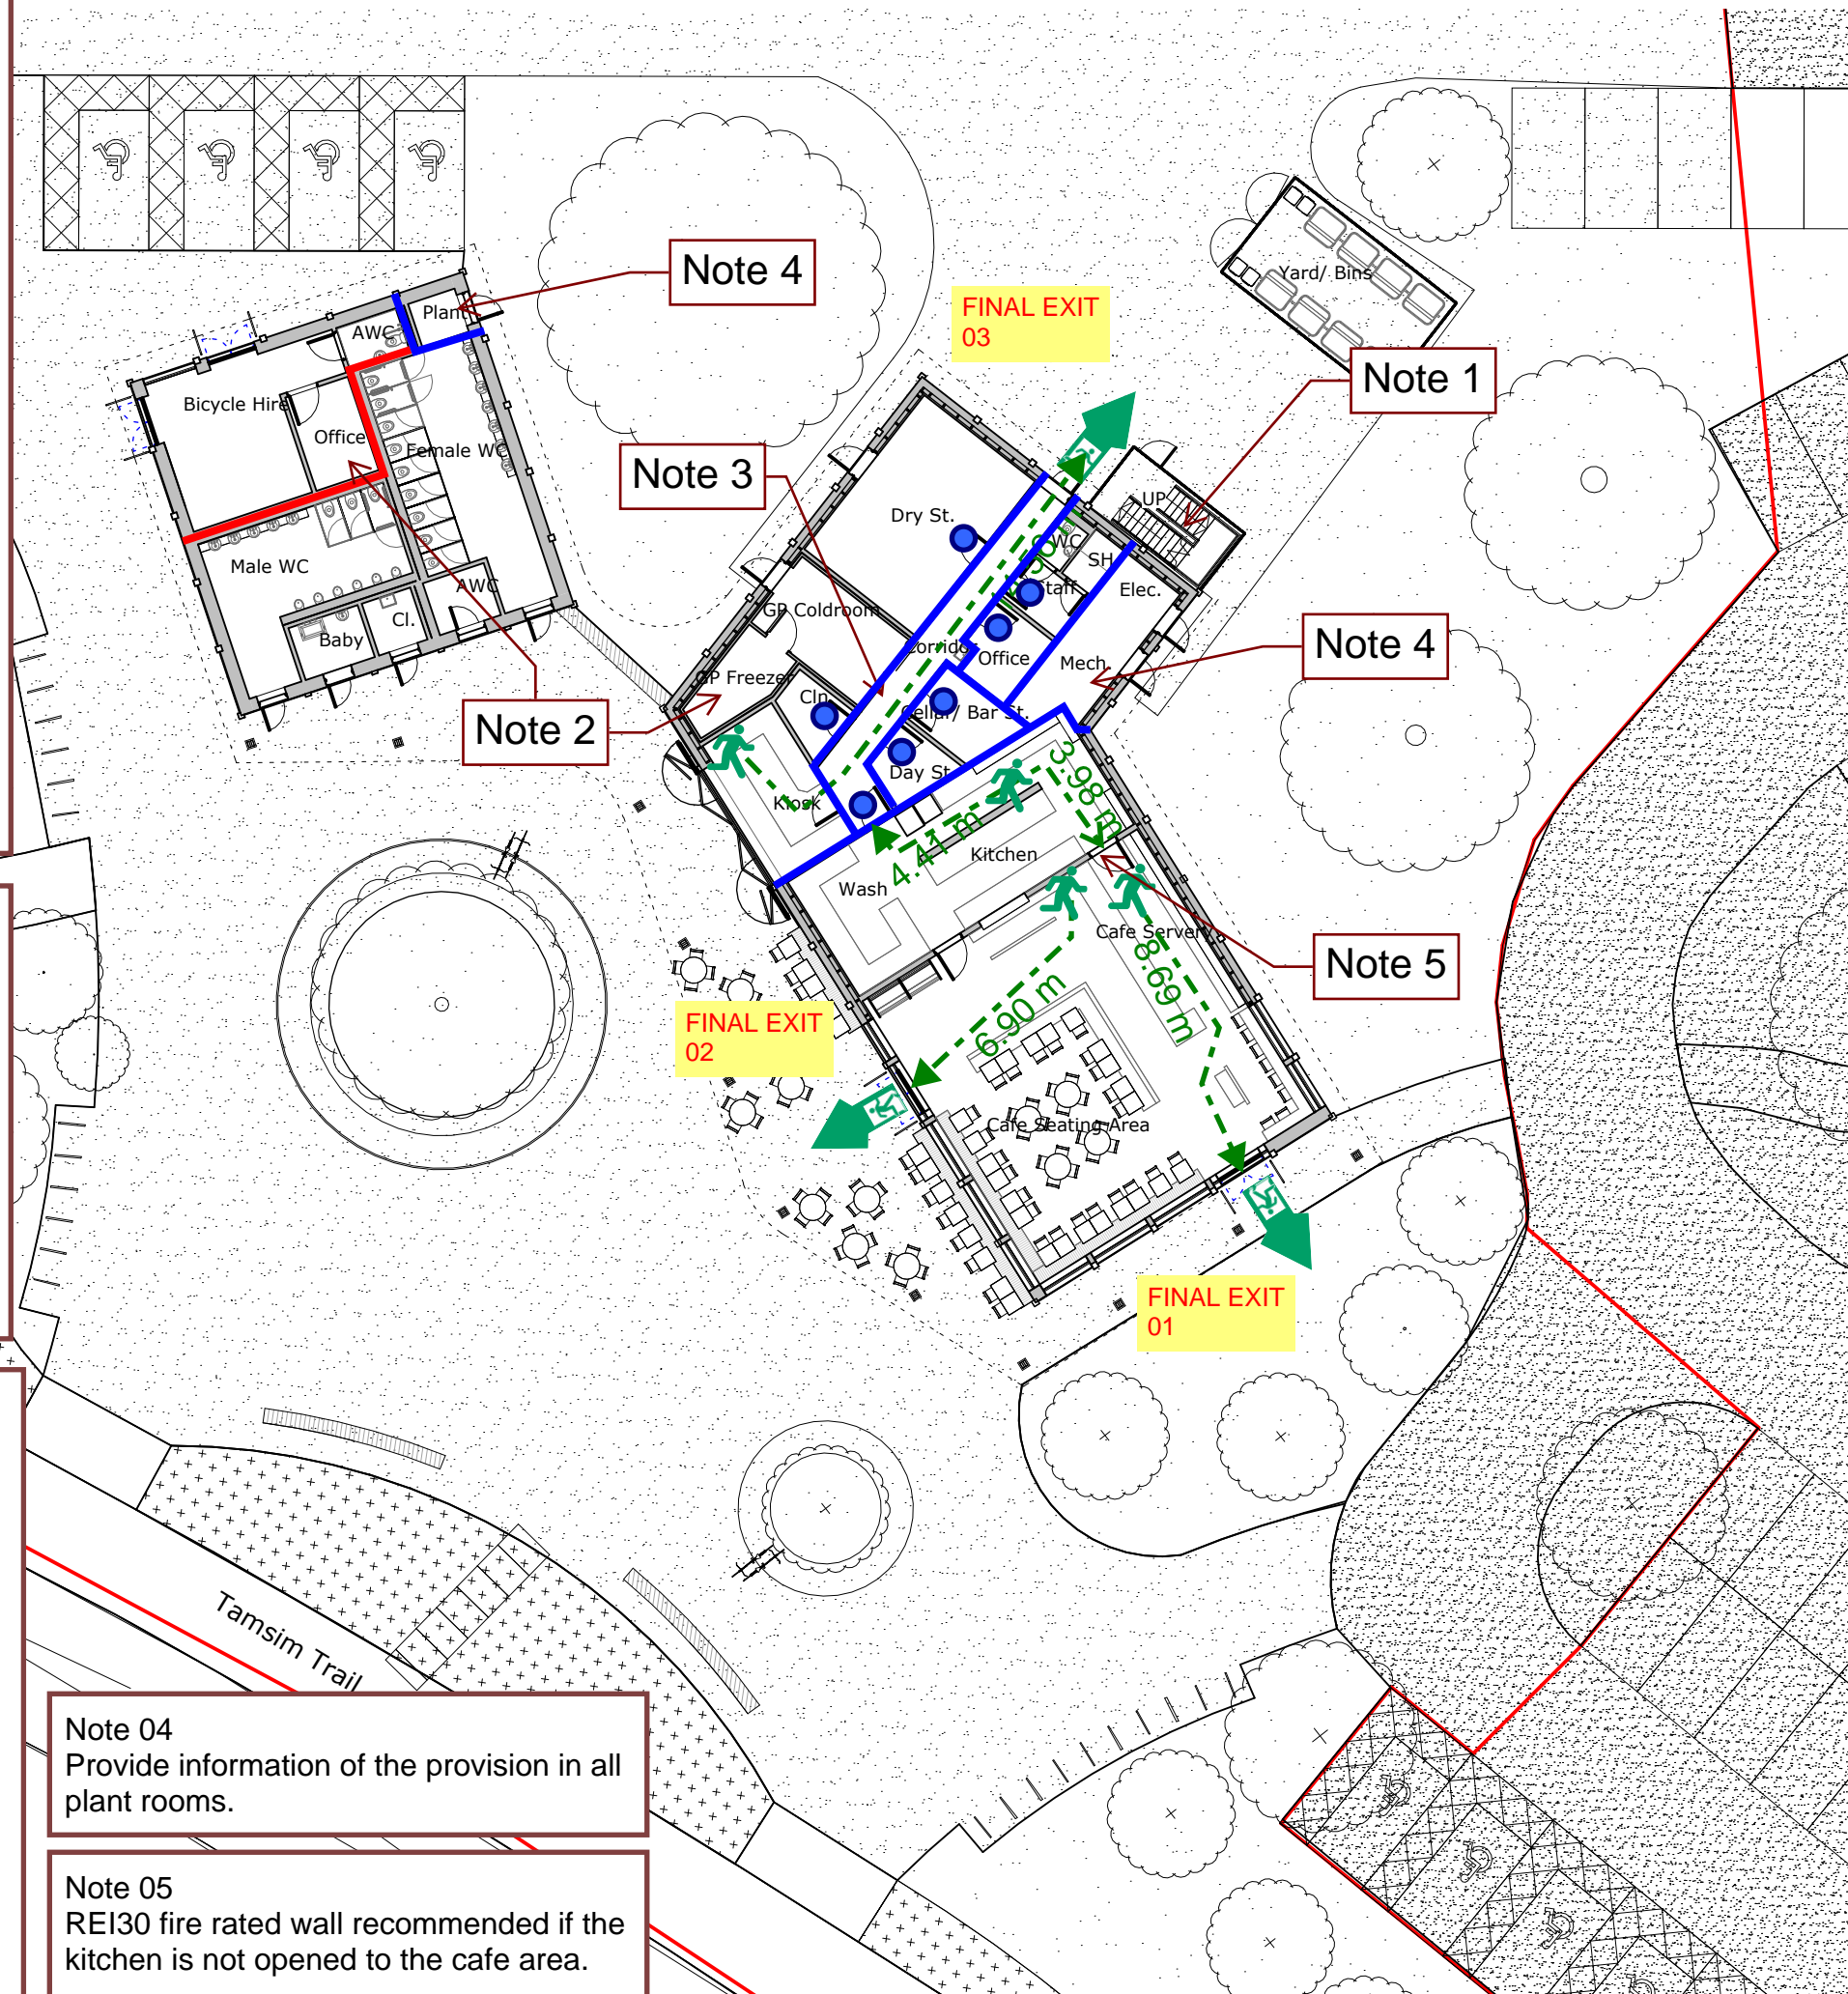 Note 4
Yard/ Bins
FINAL EXIT
03
Plant
AWC
Note 1
Bicycle Hire
Office
Female WC
Note 3
UP
Dry St.
WC
SH
Staff
Elec.
Male WC
AWC
GP Coldroom
Cl.
Baby
Corridor
Office
Mech.
Note 4
GP Freezer
Cln.
Cellar/ Bar St.
Note 2
Day St.
3.98 m
Kiosk
4.41 m
Kitchen
Wash
Cafe Servery
Note 5
8.69 m
6.90 m
FINAL EXIT
02
Cafe Seating Area
FINAL EXIT
01
Tamsim Trail
Note 04
Provide information of the provision in all
plant rooms.
Note 05
REI30 fire rated wall recommended if the
kitchen is not opened to the cafe area.